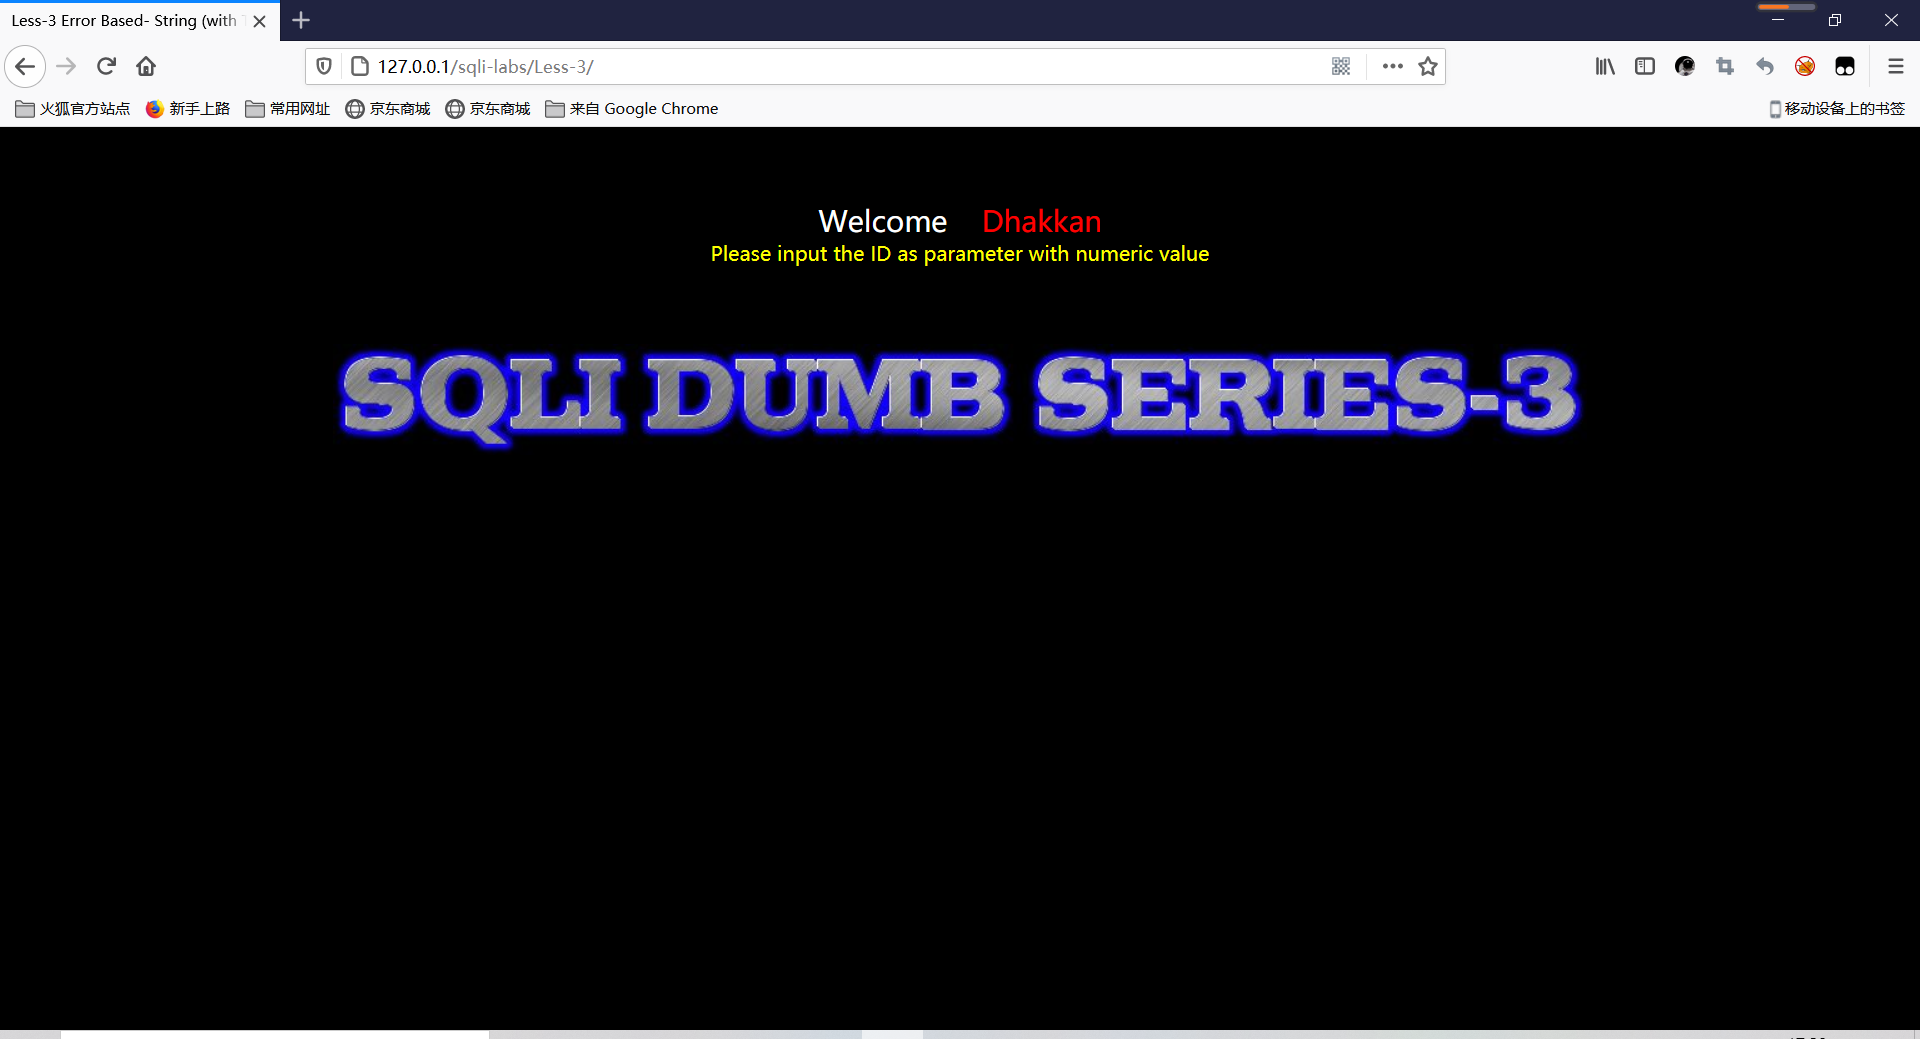 Less-3 Error Based- String (with
127.0.0.1/sqli-labs/Less-3/
火狐官方站点 新手上路 常用网址 京东商城 京东商城 来自 Google Chrome 移动设备上的书签
Welcome Dhakkan
Please input the ID as parameter with numeric value
SQLI DUMB SERIES-3